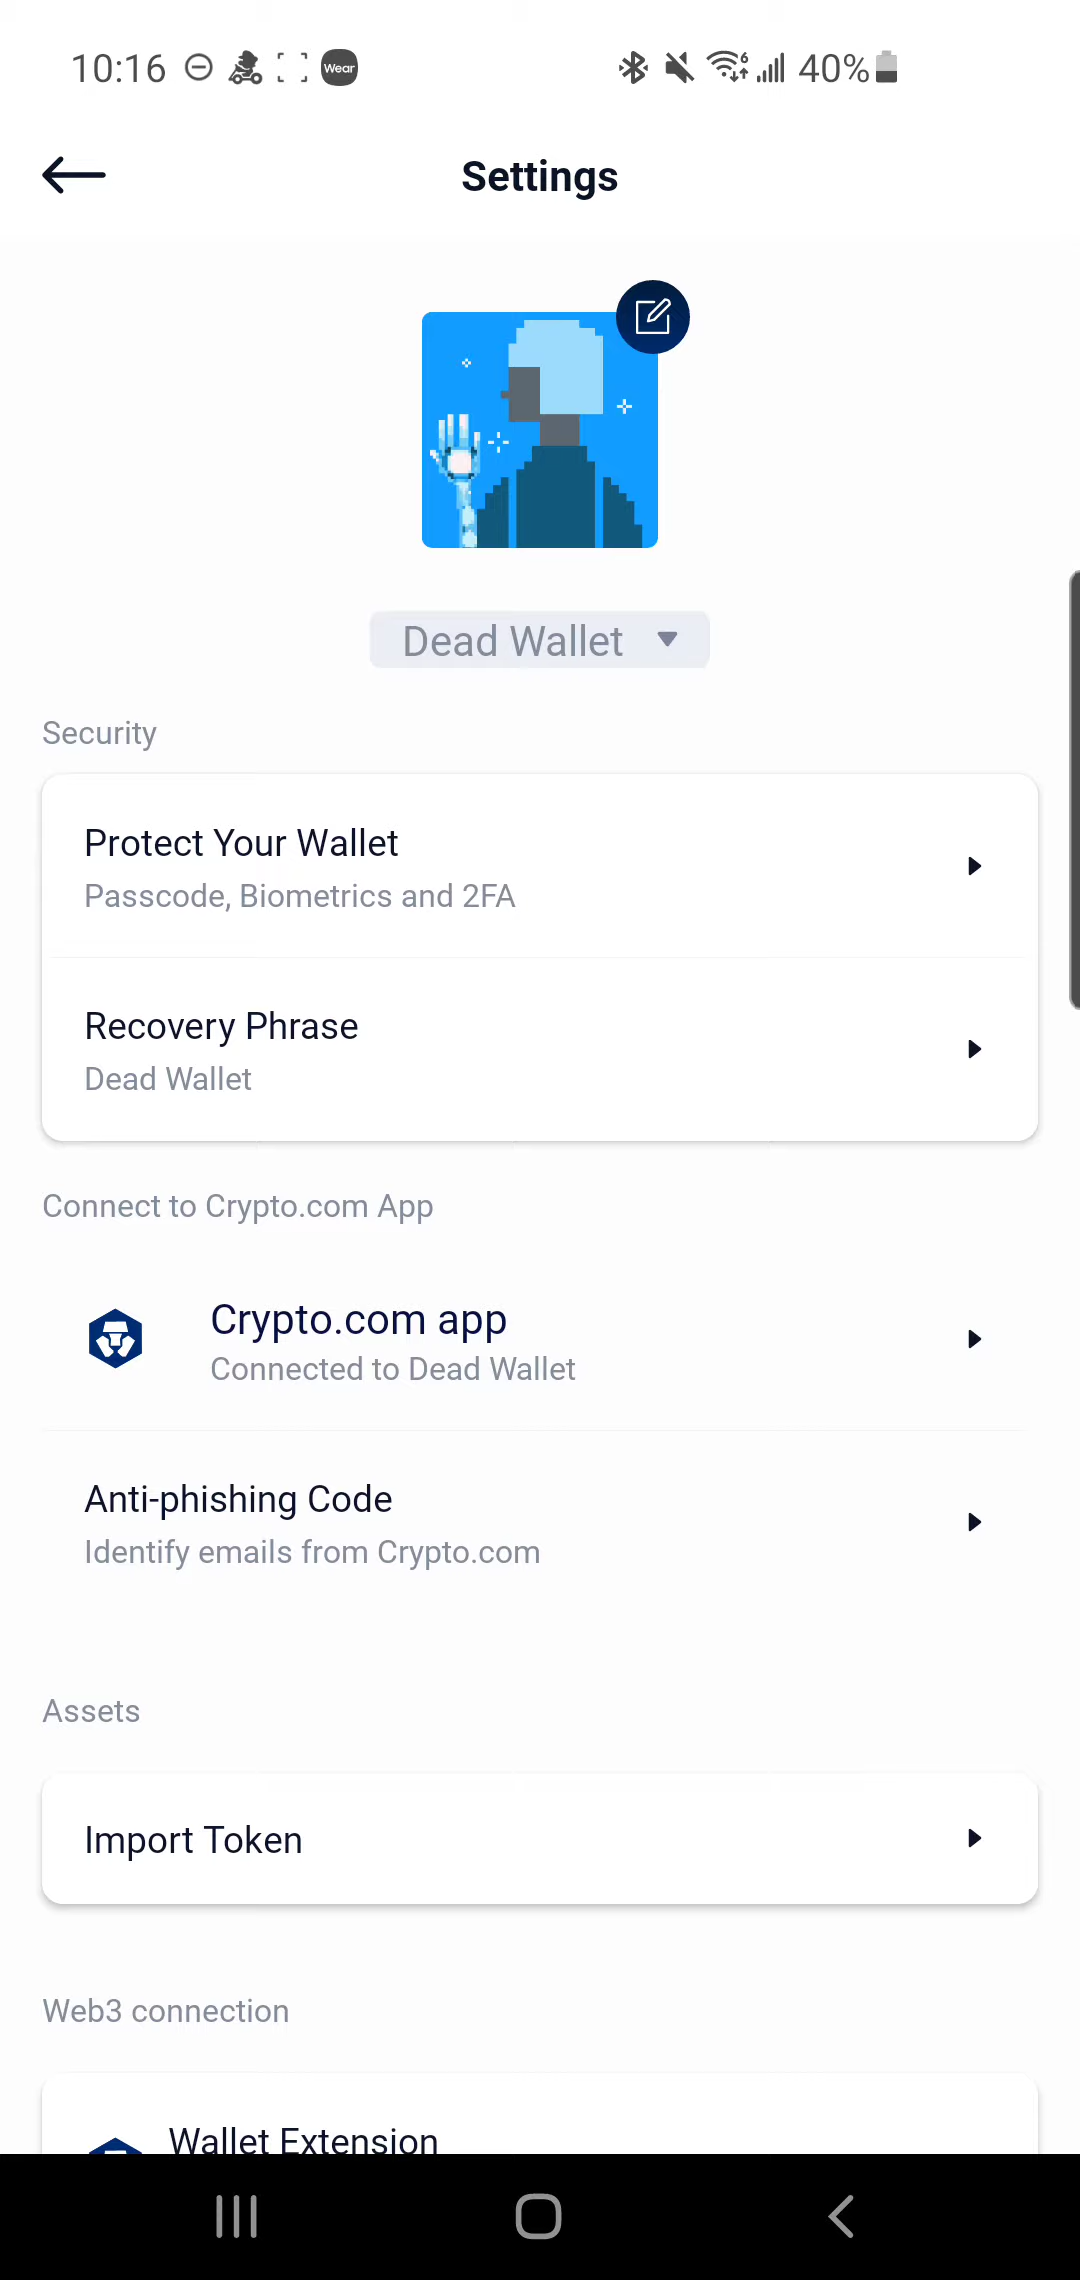 10:16
Wear
6
40%
Settings
Dead Wallet
Security
Protect Your Wallet
Passcode, Biometrics and 2FA
Recovery Phrase
Dead Wallet
Connect to Crypto.com App
Crypto.com app
Connected to Dead Wallet
Anti-phishing Code
Identify emails from Crypto.com
Assets
Import Token
Web3 connection
Wallet Extension